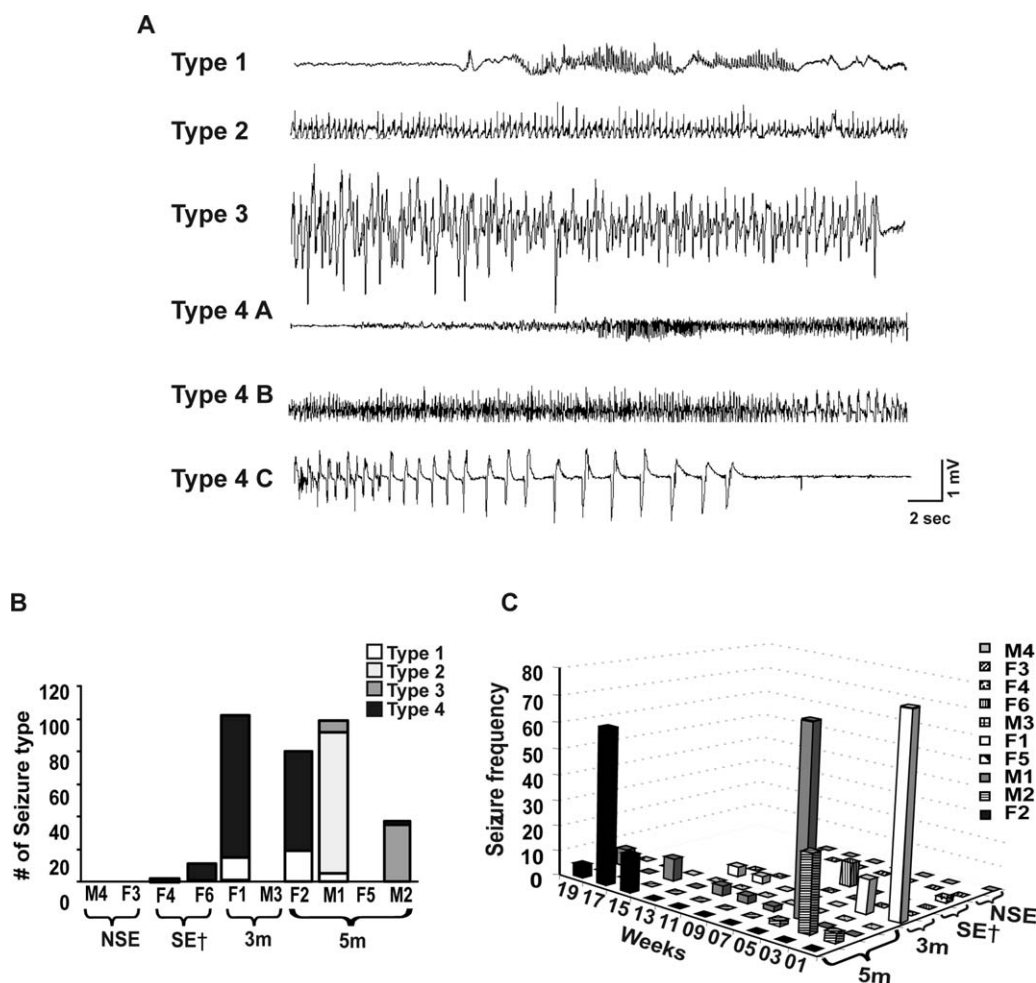 A
Type 1
Type 2
Type 3
Type 4 A
Type 4 B
Type 4 C
1 mV
2 sec
B
# of Seizure type
120
100
80
60
40
20
0
Type 1
Type 2
Type 3
Type 4
M4 F3 F4 F6 F1 M3 F2 M1 F5 M2
NSE SE† 3m 5m
C
Seizure frequency
80
70
60
50
40
30
20
10
0
19 17 15 13 11 09 07 05 03 01
Weeks
5m 3m SE† NSE
M4
F3
F4
F6
M3
F1
F5
M1
M2
F2